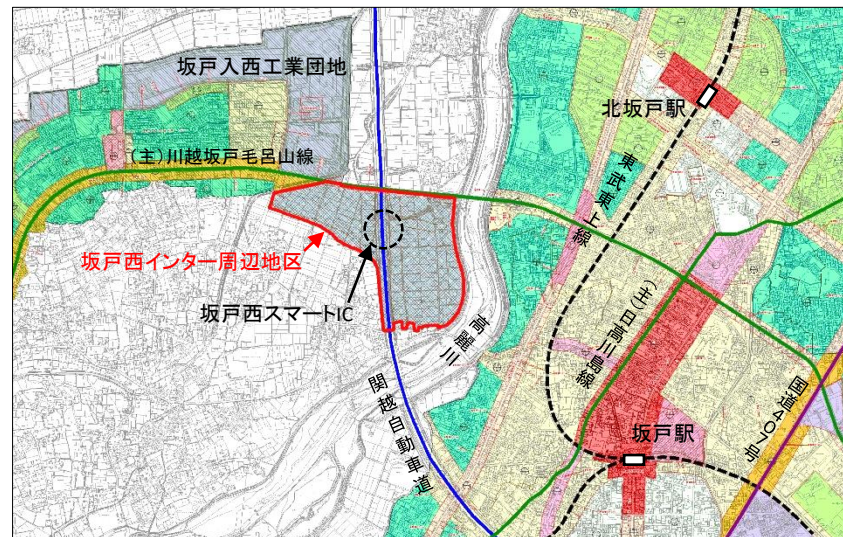 坂戸入西工業団地
北坂戸駅
(主)川越坂戸毛呂山線
東武東上線
坂戸西インター周辺地区
坂戸西スマートIC
高麗川
(主)日高川島線
関越自動車道
国道407号
坂戸駅